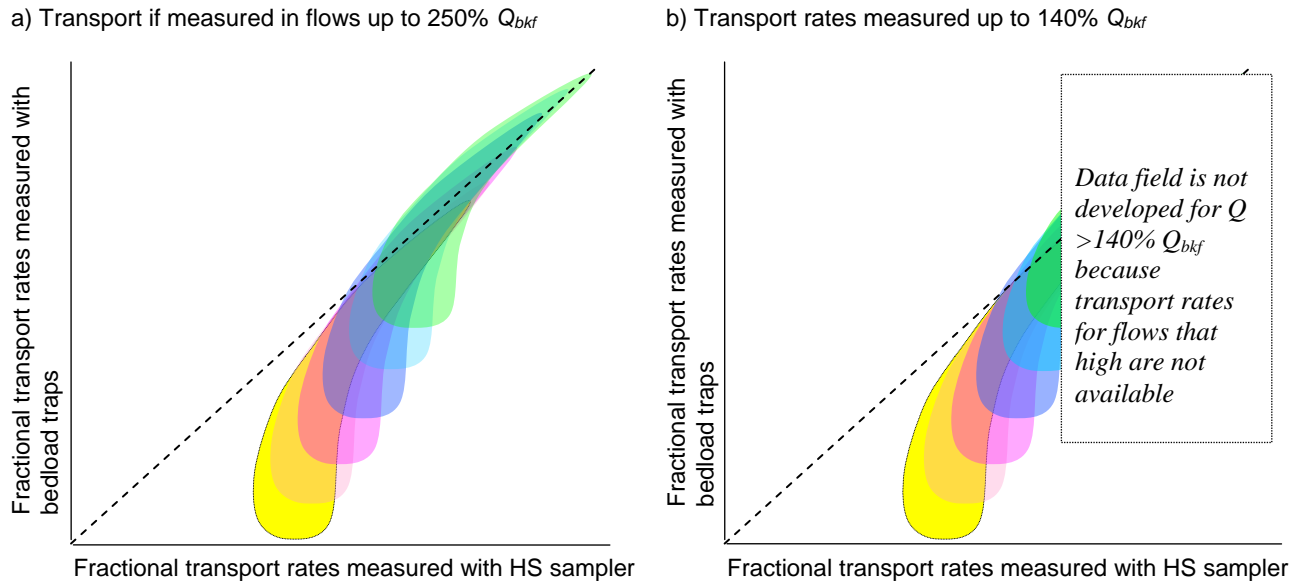 a) Transport if measured in flows up to 250% Qbkf
Fractional transport rates measured with
bedload traps
Fractional transport rates measured with HS sampler
b) Transport rates measured up to 140% Qbkf
Fractional transport rates measured with
bedload traps
Data field is not
developed for Q
>140% Qbkf
because
transport rates
for flows that
high are not
available
Fractional transport rates measured with HS sampler